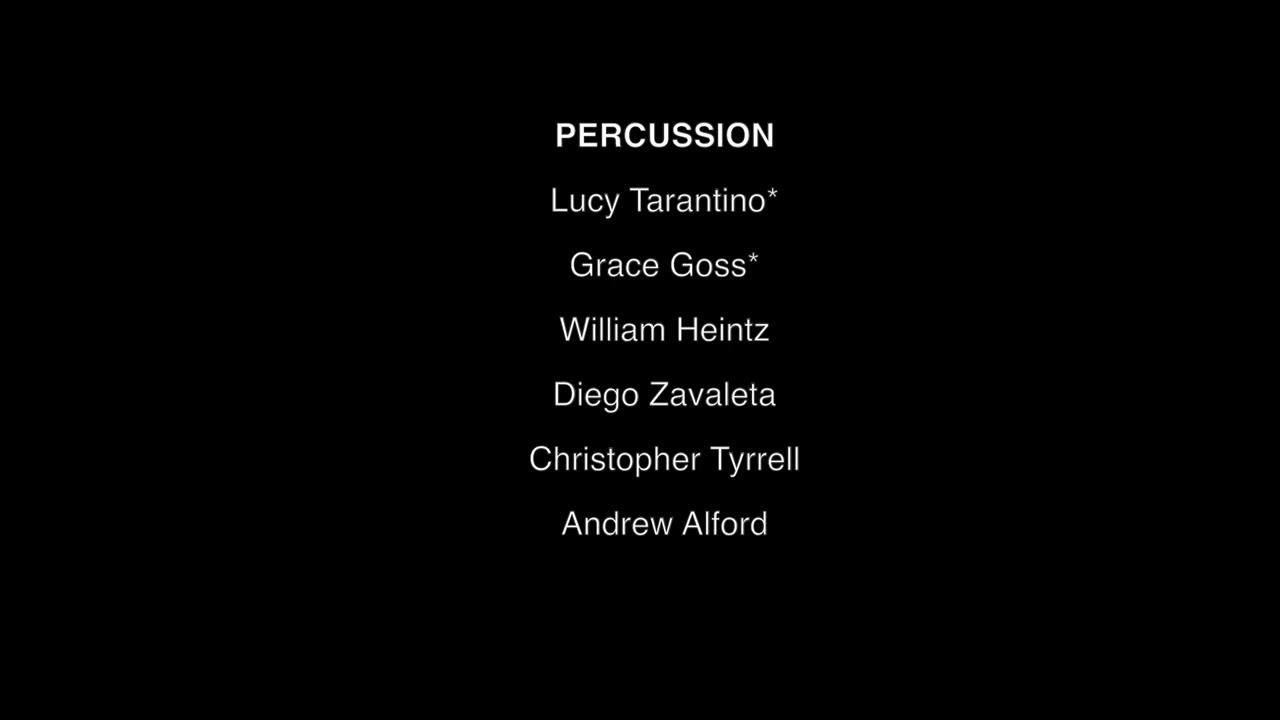 PERCUSSION
Lucy Tarantino*
Grace Goss*
William Heintz
Diego Zavaleta
Christopher Tyrrell
Andrew Alford